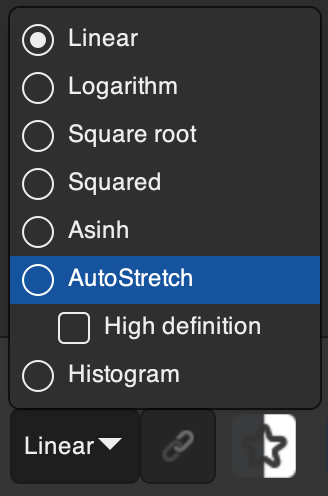 Linear
Logarithm
Square root
Squared
Asinh
AutoStretch
High definition
Histogram
Linear